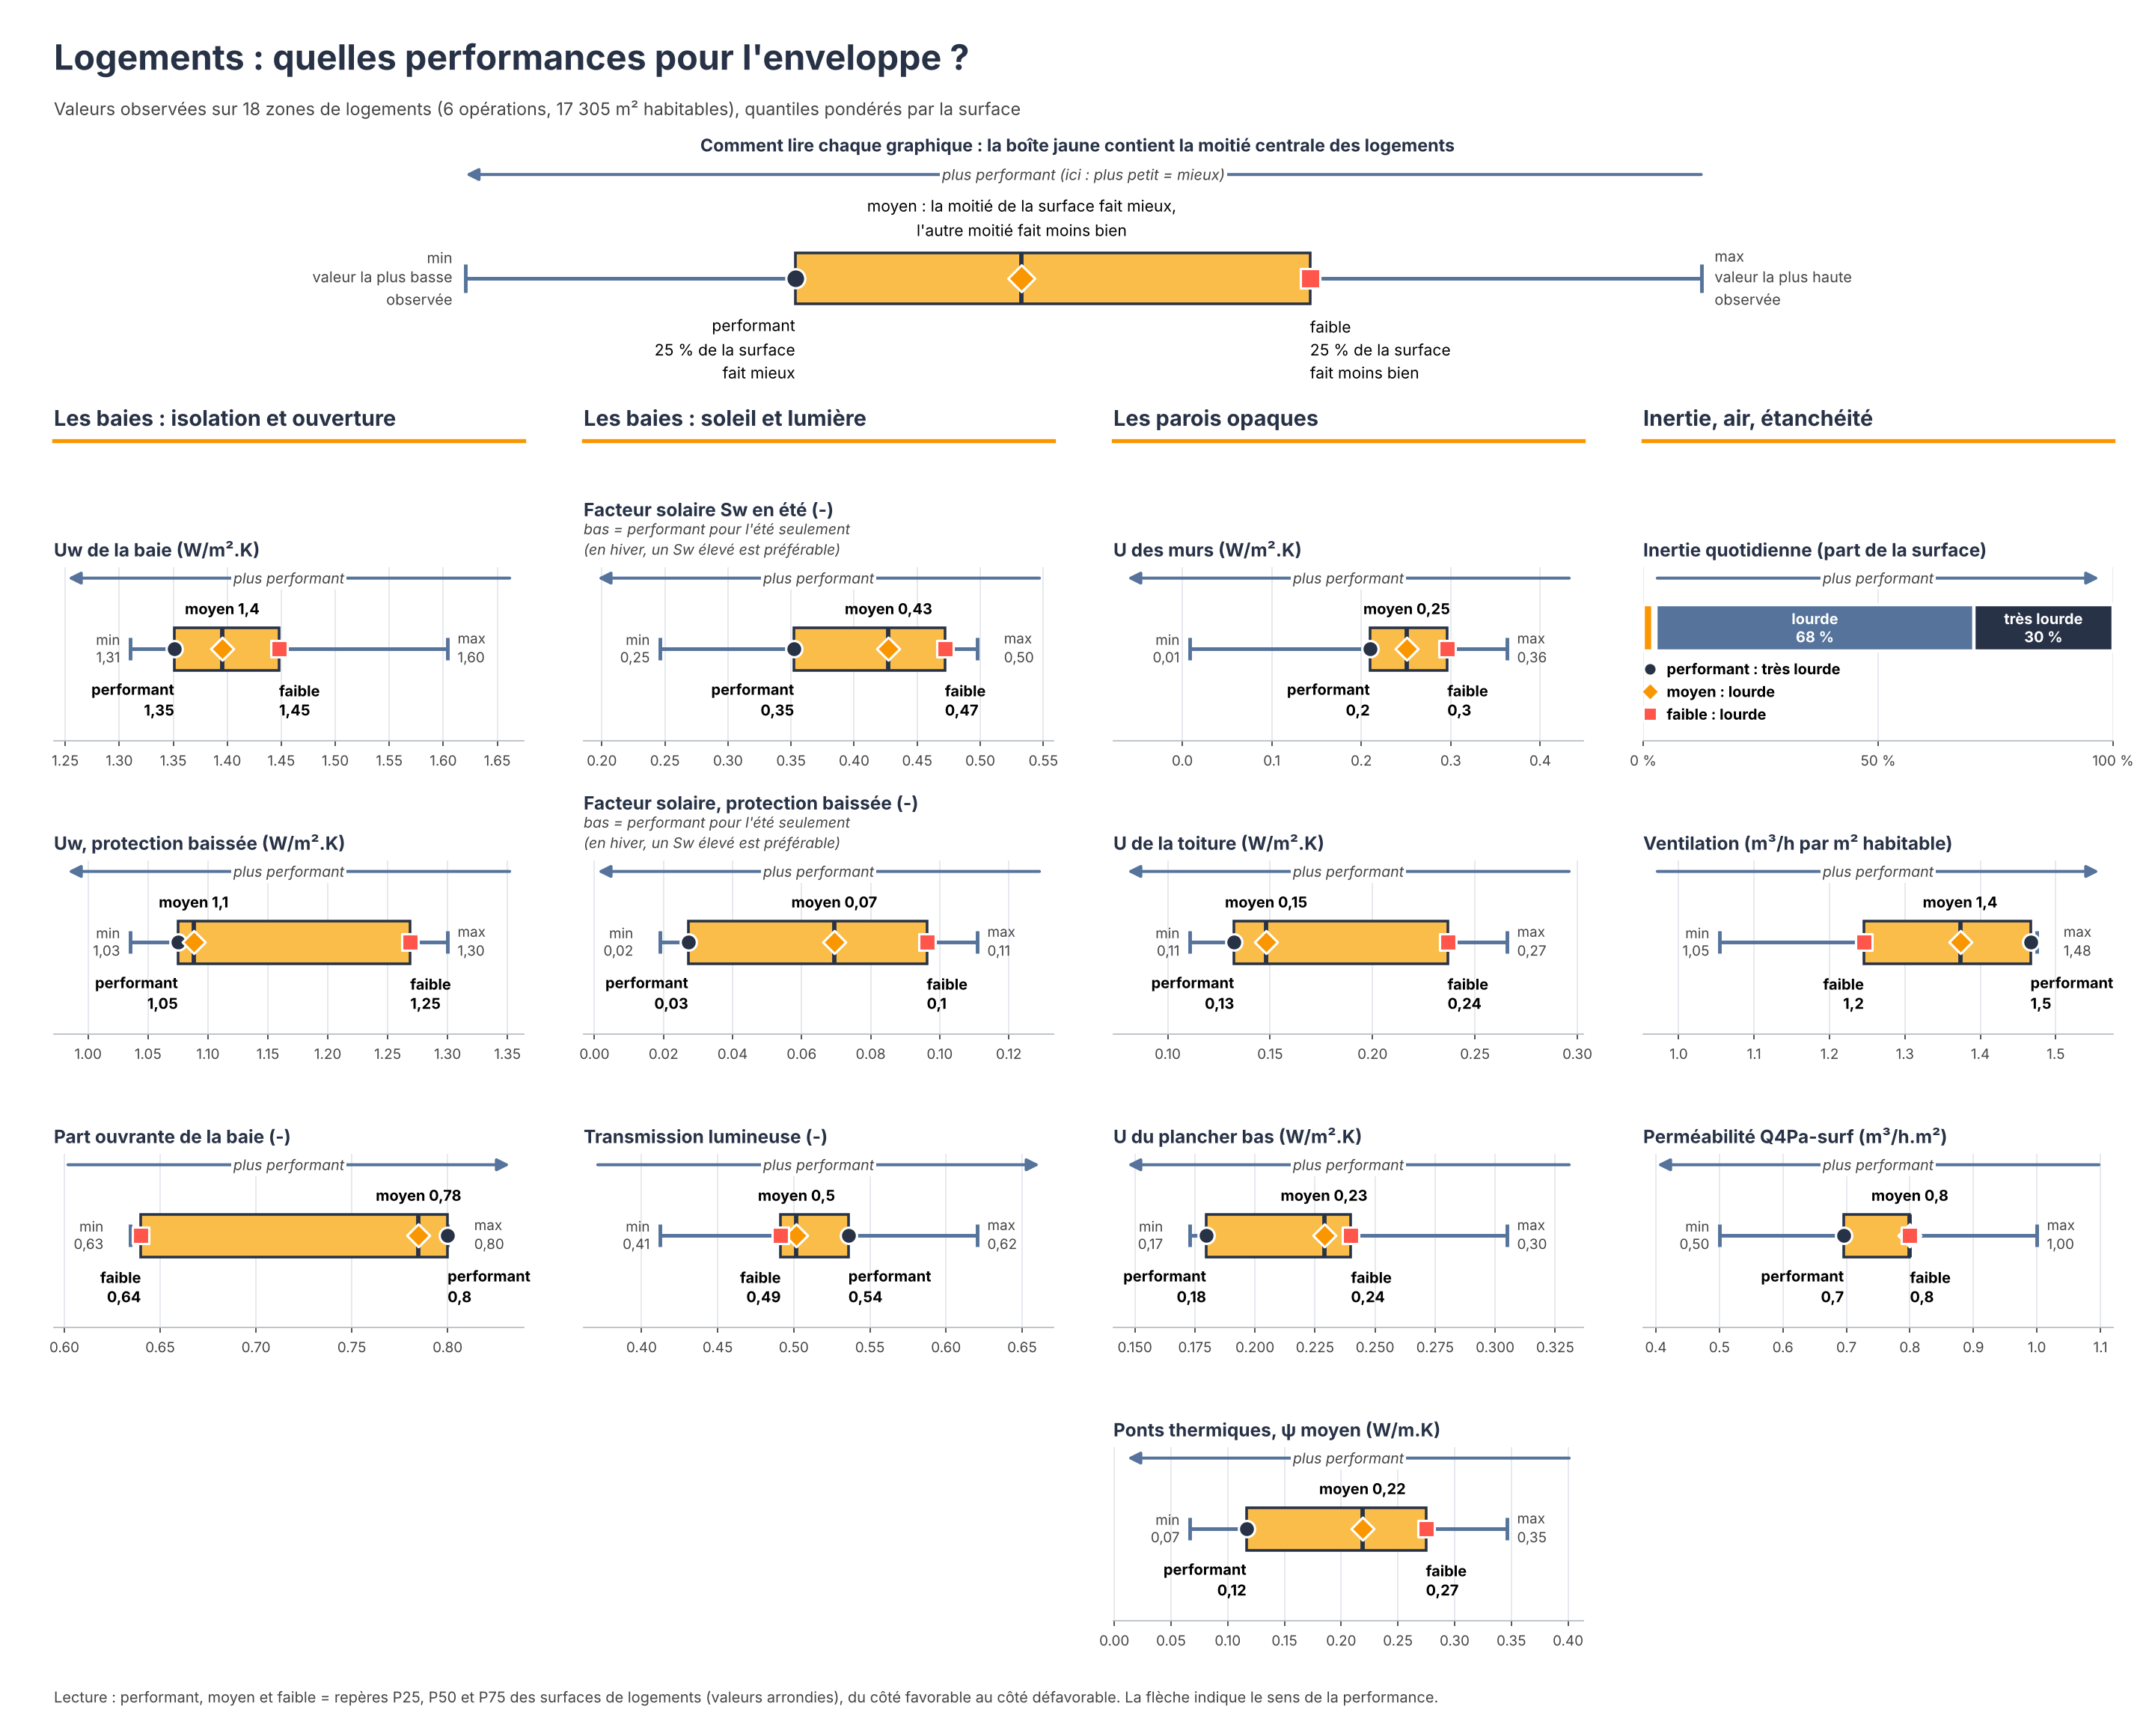 Logements : quelles performances pour l'enveloppe ?
Valeurs observées sur 18 zones de logements (6 opérations, 17 305 m² habitables), quantiles pondérés par la surface
Comment lire chaque graphique : la boîte jaune contient la moitié centrale des logements
plus performant (ici : plus petit = mieux)
moyen : la moitié de la surface fait mieux,
l'autre moitié fait moins bien
min
valeur la plus basse
observée
max
valeur la plus haute
observée
performant
25 % de la surface
fait mieux
faible
25 % de la surface
fait moins bien
Les baies : isolation et ouverture
Uw de la baie (W/m².K)
plus performant
moyen 1,4
min
1,31
max
1,60
performant
1,35
faible
1,45
1.25 1.30 1.35 1.40 1.45 1.50 1.55 1.60 1.65
Uw, protection baissée (W/m².K)
plus performant
moyen 1,1
min
1,03
max
1,30
performant
1,05
faible
1,25
1.00 1.05 1.10 1.15 1.20 1.25 1.30 1.35
Part ouvrante de la baie (-)
plus performant
moyen 0,78
min
0,63
max
0,80
faible
0,64
performant
0,8
0.60 0.65 0.70 0.75 0.80
Les baies : soleil et lumière
Facteur solaire Sw en été (-)
bas = performant pour l'été seulement
(en hiver, un Sw élevé est préférable)
plus performant
moyen 0,43
min
0,25
max
0,50
performant
0,35
faible
0,47
0.20 0.25 0.30 0.35 0.40 0.45 0.50 0.55
Facteur solaire, protection baissée (-)
bas = performant pour l'été seulement
(en hiver, un Sw élevé est préférable)
plus performant
moyen 0,07
min
0,02
max
0,11
performant
0,03
faible
0,1
0.00 0.02 0.04 0.06 0.08 0.10 0.12
Transmission lumineuse (-)
plus performant
moyen 0,5
min
0,41
max
0,62
faible
0,49
performant
0,54
0.40 0.45 0.50 0.55 0.60 0.65
Les parois opaques
U des murs (W/m².K)
plus performant
moyen 0,25
min
0,01
max
0,36
performant
0,2
faible
0,3
0.0 0.1 0.2 0.3 0.4
U de la toiture (W/m².K)
plus performant
moyen 0,15
min
0,11
max
0,27
performant
0,13
faible
0,24
0.10 0.15 0.20 0.25 0.30
U du plancher bas (W/m².K)
plus performant
moyen 0,23
min
0,17
max
0,30
performant
0,18
faible
0,24
0.150 0.175 0.200 0.225 0.250 0.275 0.300 0.325
Ponts thermiques, ψ moyen (W/m.K)
plus performant
moyen 0,22
min
0,07
max
0,35
performant
0,12
faible
0,27
0.00 0.05 0.10 0.15 0.20 0.25 0.30 0.35 0.40
Inertie, air, étanchéité
Inertie quotidienne (part de la surface)
plus performant
lourde
68 %
très lourde
30 %
performant : très lourde
moyen : lourde
faible : lourde
0 % 50 % 100 %
Ventilation (m³/h par m² habitable)
plus performant
moyen 1,4
min
1,05
max
1,48
faible
1,2
performant
1,5
1.0 1.1 1.2 1.3 1.4 1.5
Perméabilité Q4Pa-surf (m³/h.m²)
plus performant
moyen 0,8
min
0,50
max
1,00
performant
0,7
faible
0,8
0.4 0.5 0.6 0.7 0.8 0.9 1.0 1.1
Lecture : performant, moyen et faible = repères P25, P50 et P75 des surfaces de logements (valeurs arrondies), du côté favorable au côté défavorable. La flèche indique le sens de la performance.